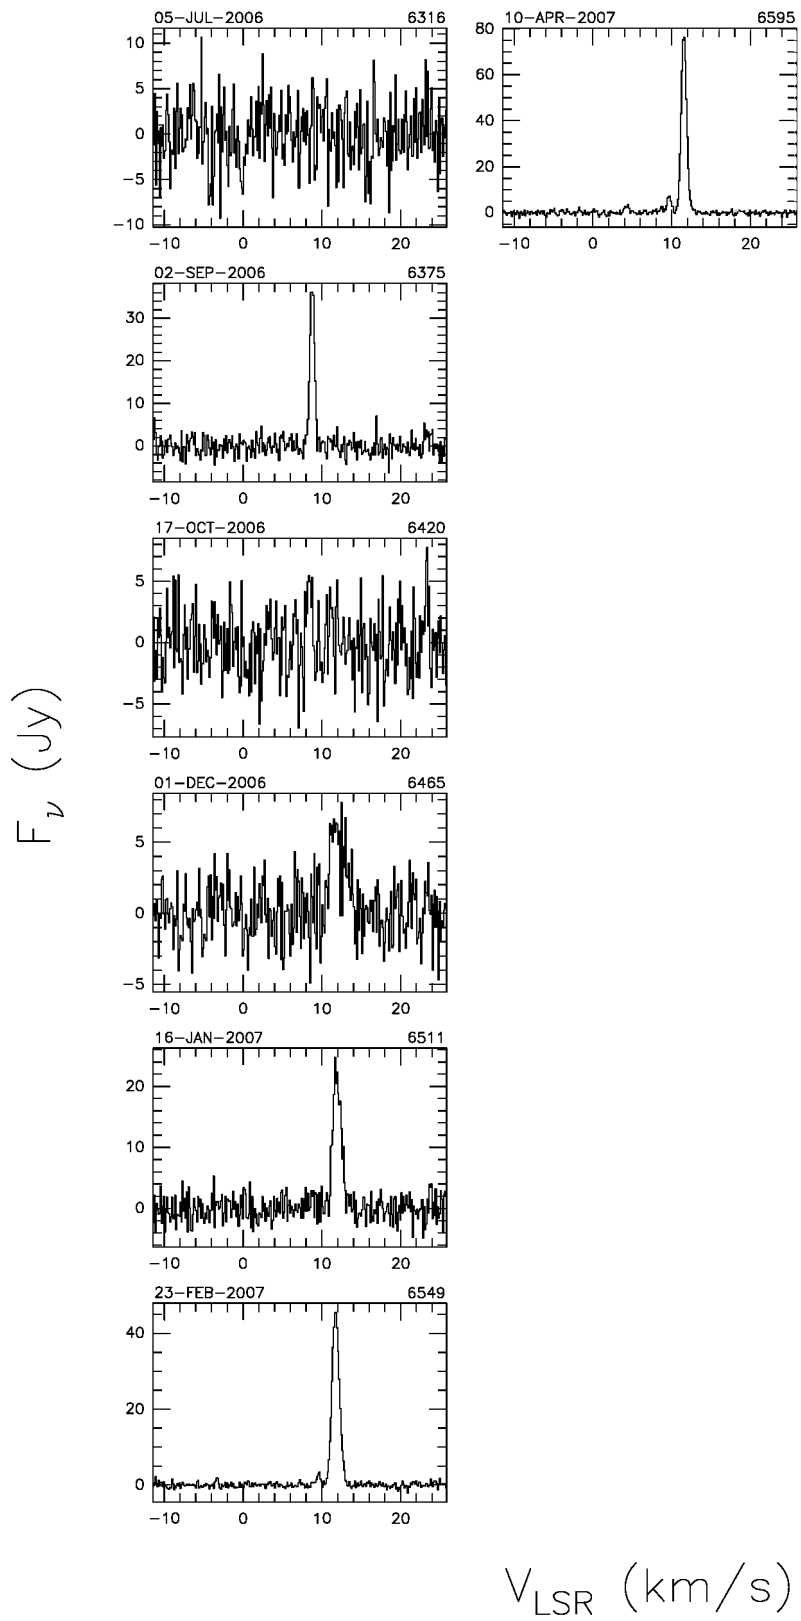 05-JUL-2006 6316
10
5
0
-5
-10
-10 0 10 20
10-APR-2007 6595
80
60
40
20
0
-10 0 10 20
02-SEP-2006 6375
30
20
10
0
-10 0 10 20
17-OCT-2006 6420
5
0
-5
-10 0 10 20
01-DEC-2006 6465
5
0
-5
-10 0 10 20
16-JAN-2007 6511
20
10
0
-10 0 10 20
23-FEB-2007 6549
40
20
0
-10 0 10 20
Fν (Jy)
VLSR (km/s)